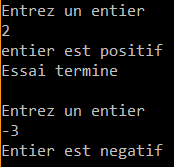 Entrez un entier
2
entier est positif
Essai termine
Entrez un entier
-3
Entier est negatif